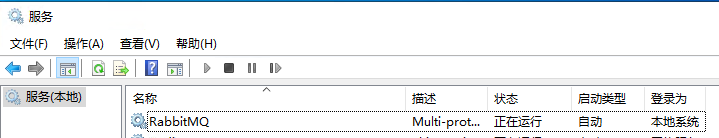 服务
文件(F) 操作(A) 查看(V) 帮助(H)
服务(本地)
名称 描述 状态 启动类型 登录为
RabbitMQ Multi-prot... 正在运行 自动 本地系统